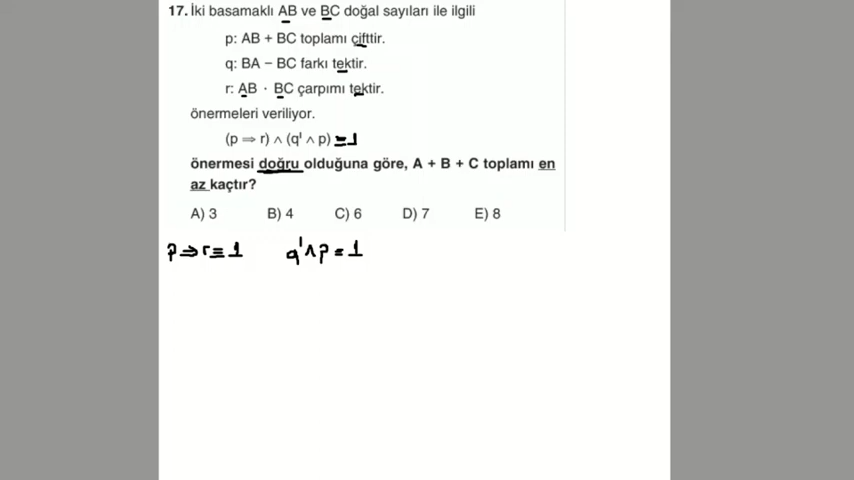 17. İki basamaklı AB ve BC doğal sayıları ile ilgili
p: AB + BC toplamı çifttir.
q: BA − BC farkı tektir.
r: AB · BC çarpımı tektir.
önermeleri veriliyor.
(p ⇒ r) ∧ (q' ∧ p) ≡ 1
önermesi doğru olduğuna göre, A + B + C toplamı en
az kaçtır?
A) 3 B) 4 C) 6 D) 7 E) 8
p ⇒ r ≡ 1 q' ∧ p ≡ 1